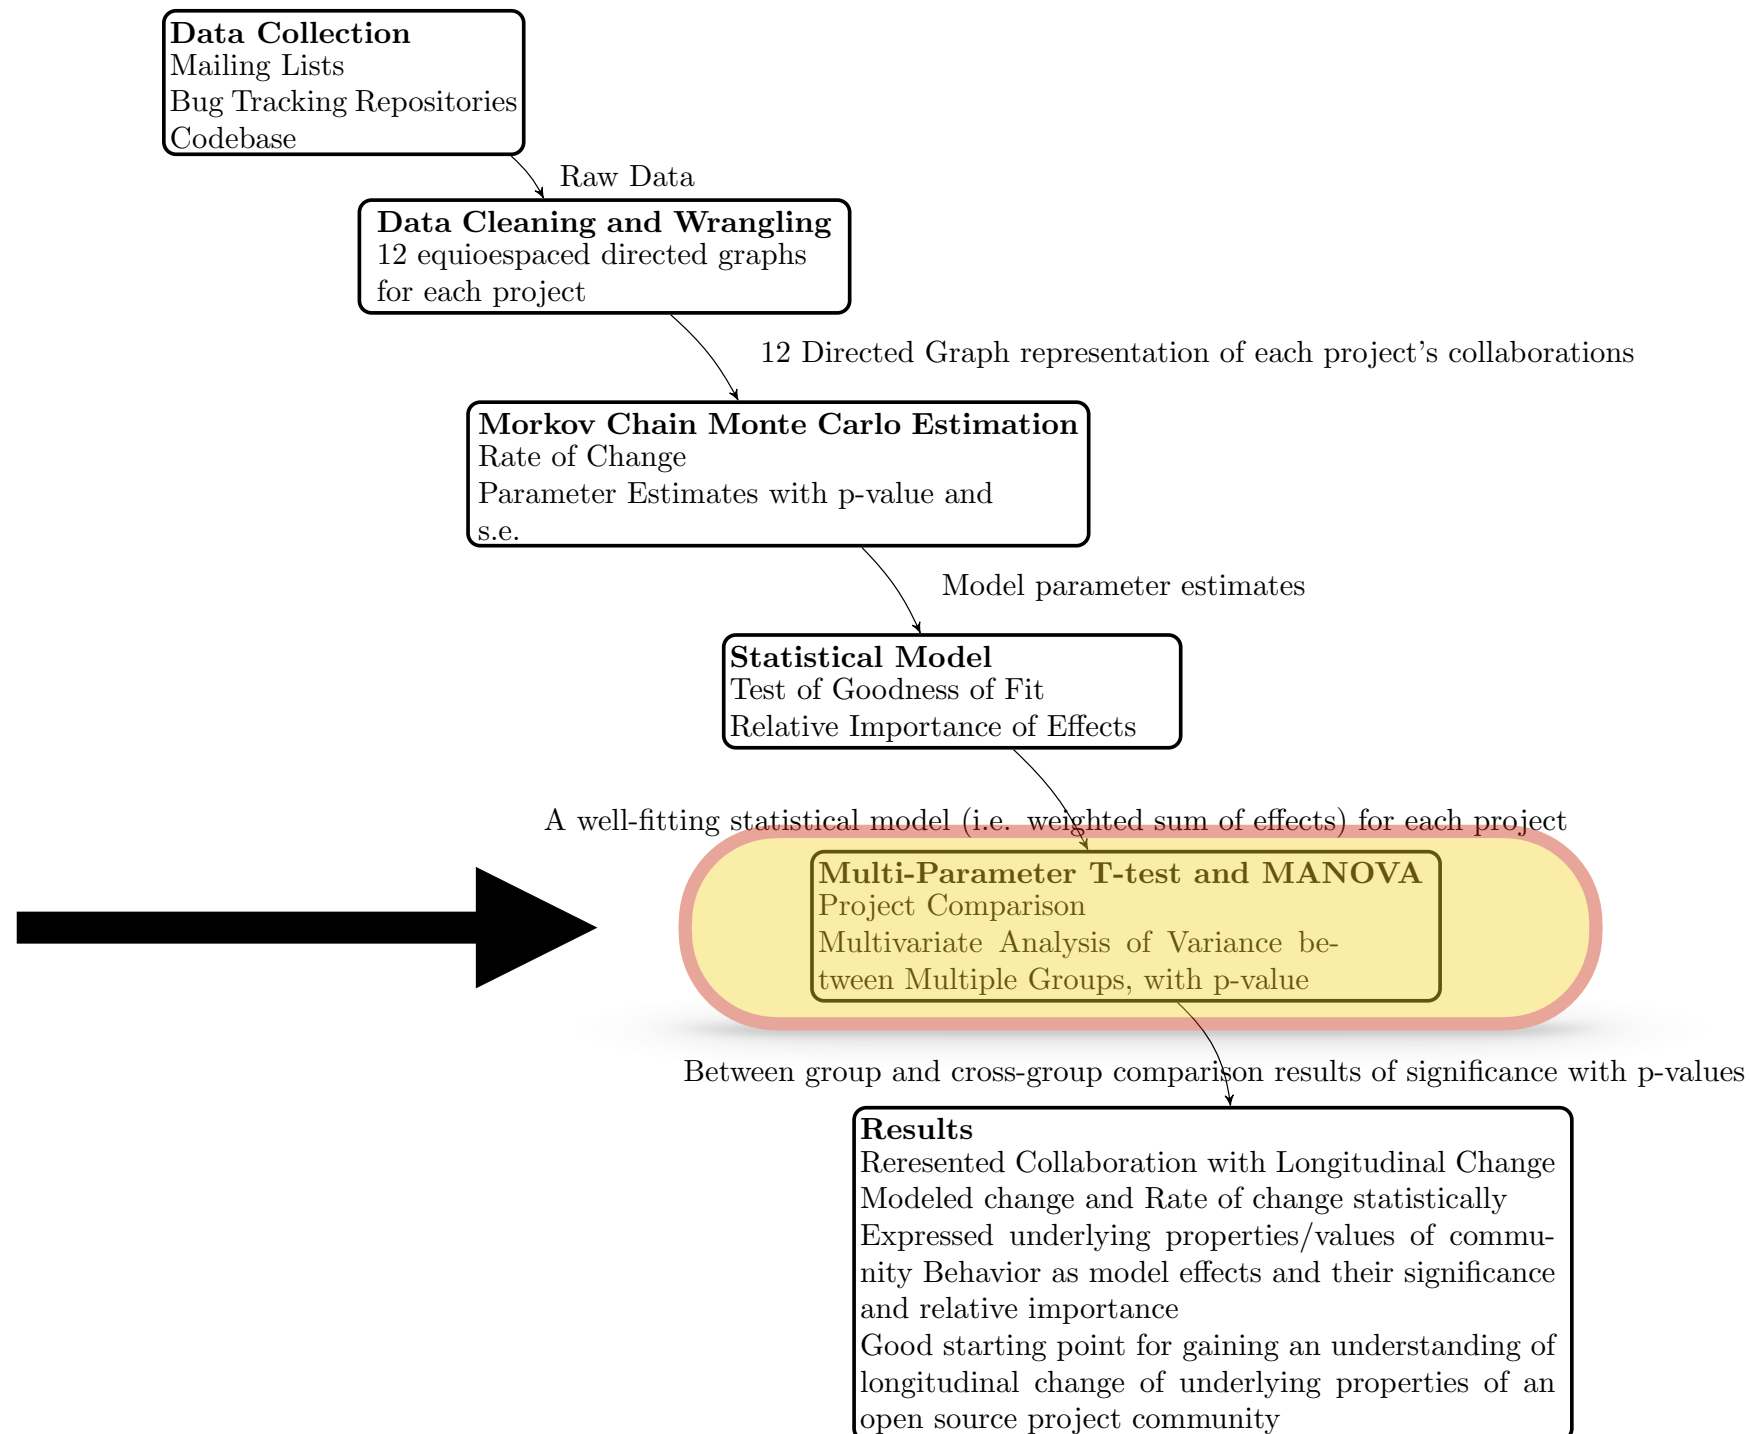 Data Collection
Mailing Lists
Bug Tracking Repositories
Codebase
Raw Data
Data Cleaning and Wrangling
12 equioespaced directed graphs
for each project
12 Directed Graph representation of each project's collaborations
Morkov Chain Monte Carlo Estimation
Rate of Change
Parameter Estimates with p-value and
s.e.
Model parameter estimates
Statistical Model
Test of Goodness of Fit
Relative Importance of Effects
A well-fitting statistical model (i.e. weighted sum of effects) for each project
Multi-Parameter T-test and MANOVA
Project Comparison
Multivariate Analysis of Variance be-
tween Multiple Groups, with p-value
Between group and cross-group comparison results of significance with p-values
Results
Reresented Collaboration with Longitudinal Change
Modeled change and Rate of change statistically
Expressed underlying properties/values of commu-
nity Behavior as model effects and their significance
and relative importance
Good starting point for gaining an understanding of
longitudinal change of underlying properties of an
open source project community